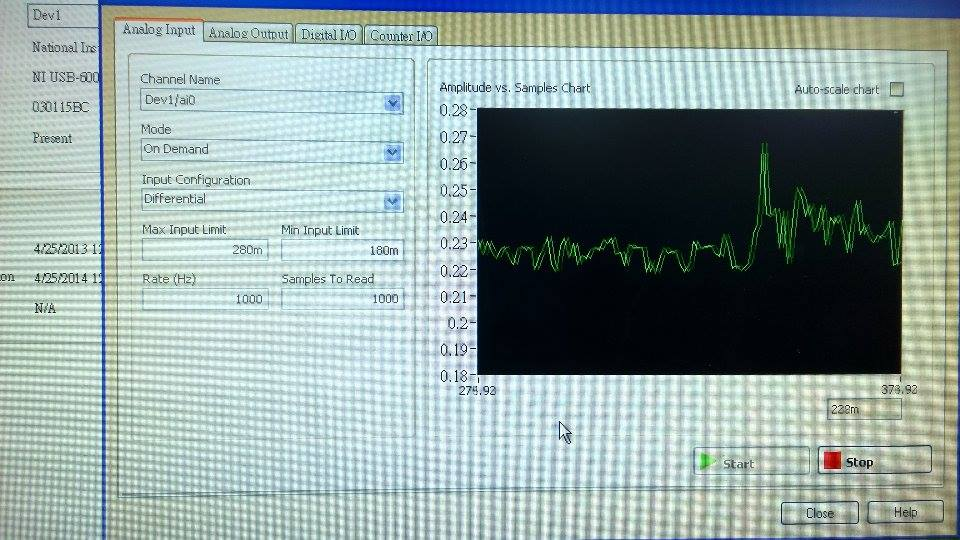 Dev1
National Ins
NI USB-600
030115BC
Present
4/25/2013 12
on 4/25/2014 12
N/A
Analog Input Analog Output Digital I/O Counter I/O
Channel Name
Dev1/ai0
Mode
On Demand
Input Configuration
Differential
Max Input Limit Min Input Limit
280m 180m
Rate (Hz) Samples To Read
1000 1000
Amplitude vs. Samples Chart Auto-scale chart
0.28
0.27
0.26
0.25
0.24
0.23
0.22
0.21
0.2
0.19
0.18
273.92 373.92
228m
Start Stop
Close Help